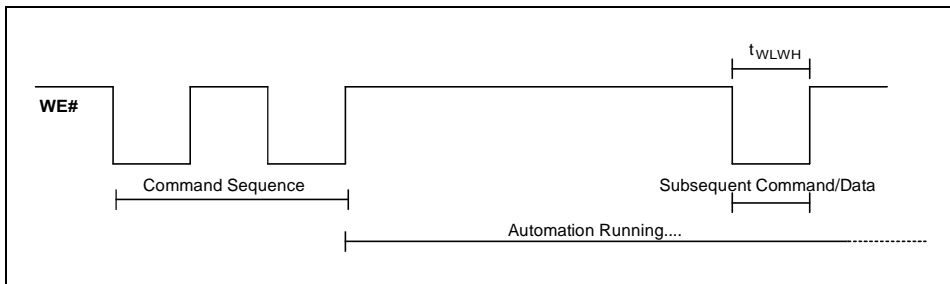 tWLWH
WE#
Command Sequence
Subsequent Command/Data
Automation Running....